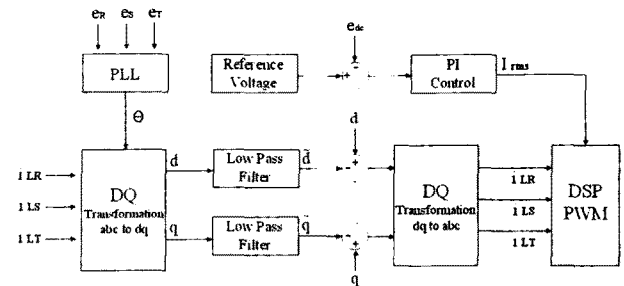 eR eS eT
PLL
Reference
Voltage
edc
- +
PI
Control
I rms
Θ
d
DQ
Transformation
abc to dq
i LR
i LS
i LT
d
Low Pass
Filter
d̃
- +
q
Low Pass
Filter
q̃
- +
q
DQ
Transformation
dq to abc
i LR
i LS
i LT
DSP
PWM